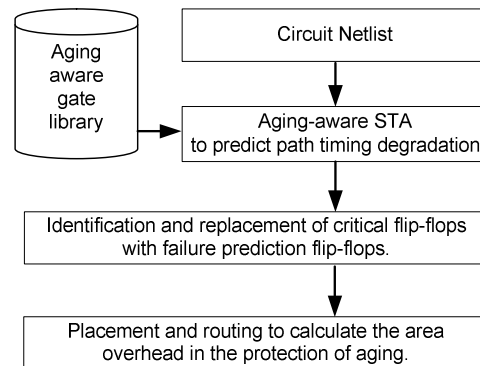 Aging
aware
gate
library
Circuit Netlist
Aging-aware STA
to predict path timing degradation
Identification and replacement of critical flip-flops
with failure prediction flip-flops.
Placement and routing to calculate the area
overhead in the protection of aging.